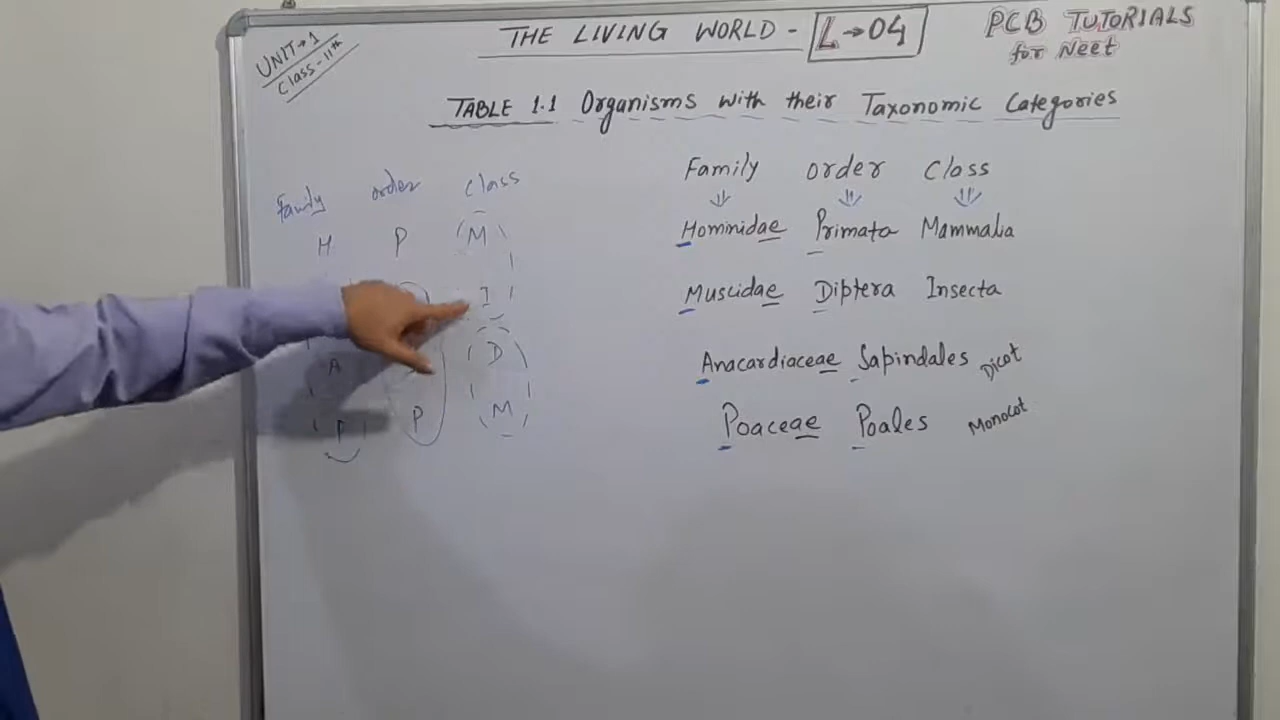 UNIT→1
Class-11th
THE LIVING WORLD - L→04
PCB TUTORIALS
for Neet
TABLE 1.1 Organisms with their Taxonomic Categories
Family order class
H P M
I
A D
P P M
Family order Class
Hominidae Primata Mammalia
Muscidae Diptera Insecta
Anacardiaceae Sapindales Dicot
Poaceae Poales Monocot